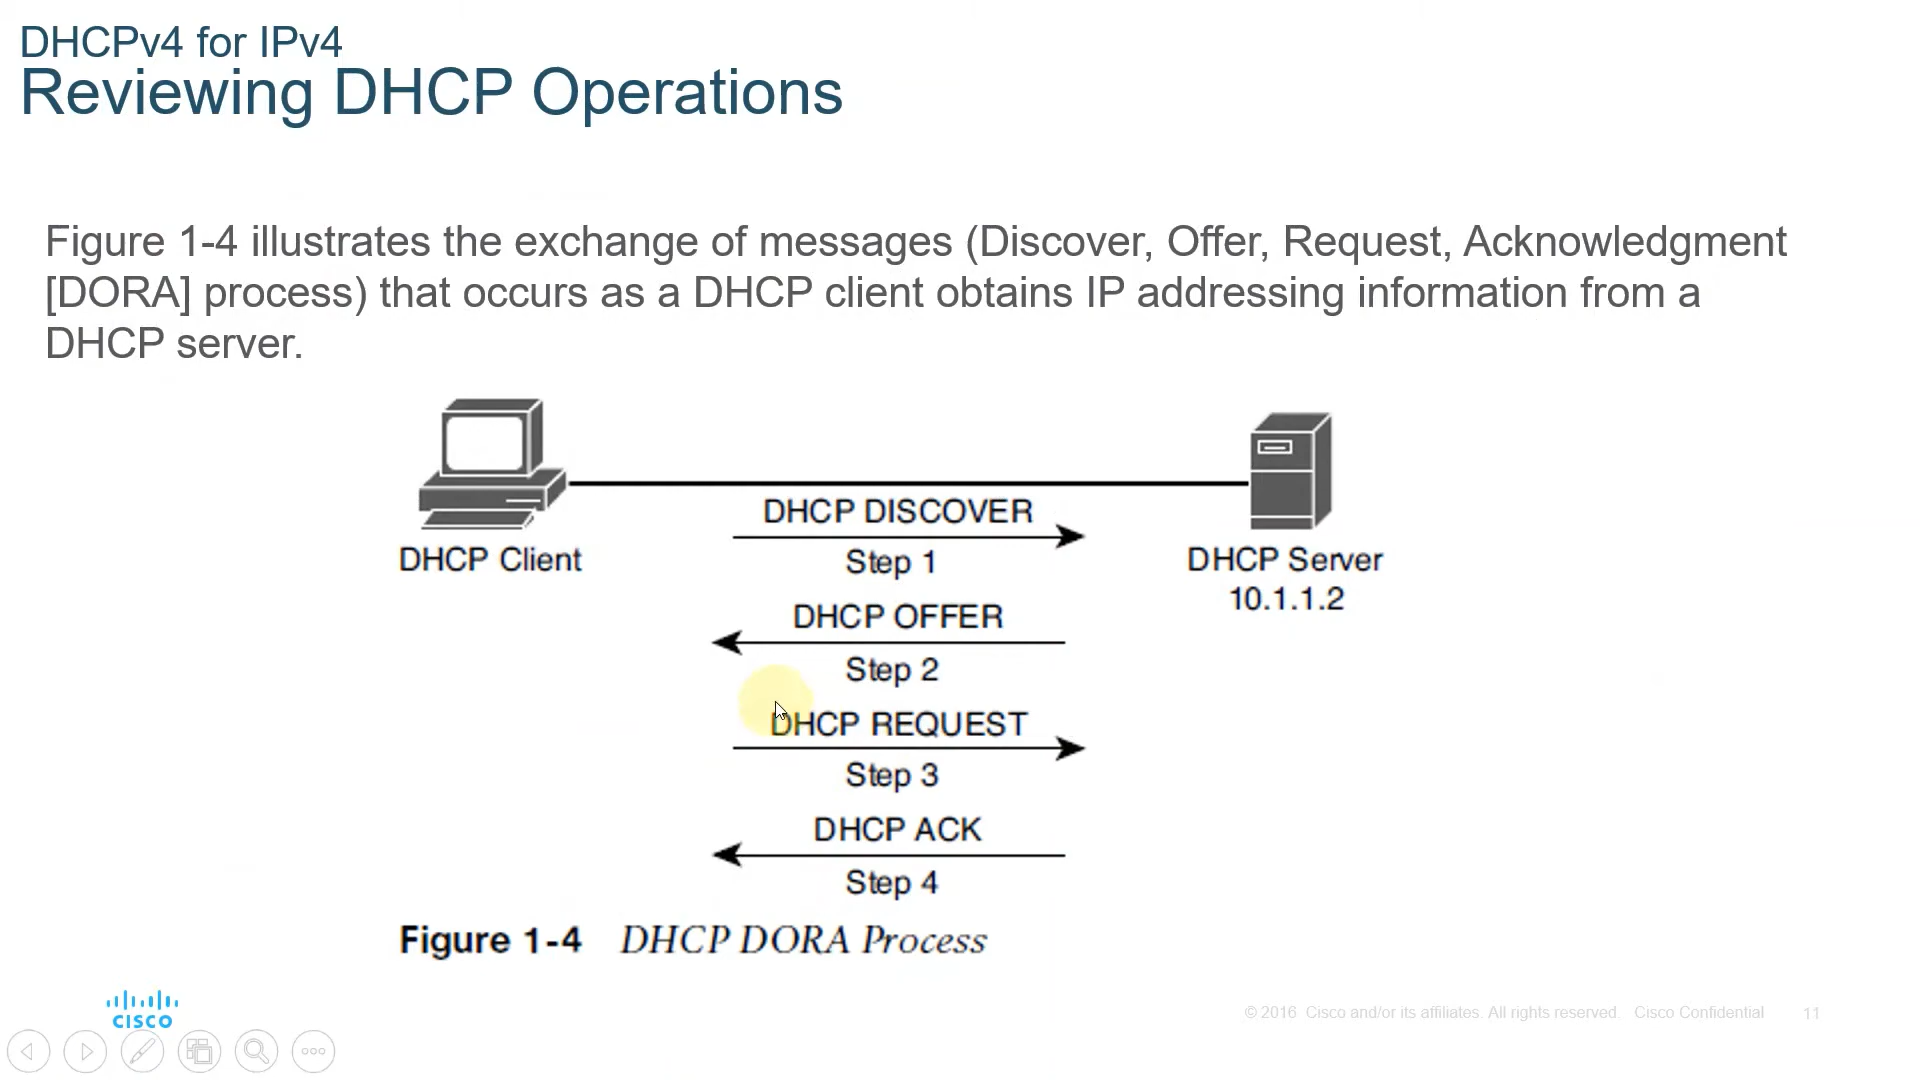 DHCPv4 for IPv4
Reviewing DHCP Operations
Figure 1-4 illustrates the exchange of messages (Discover, Offer, Request, Acknowledgment
[DORA] process) that occurs as a DHCP client obtains IP addressing information from a
DHCP server.
DHCP DISCOVER
Step 1
DHCP Client
DHCP Server
10.1.1.2
DHCP OFFER
Step 2
DHCP REQUEST
Step 3
DHCP ACK
Step 4
Figure 1-4 DHCP DORA Process
CISCO
© 2016 Cisco and/or its affiliates. All rights reserved. Cisco Confidential 11